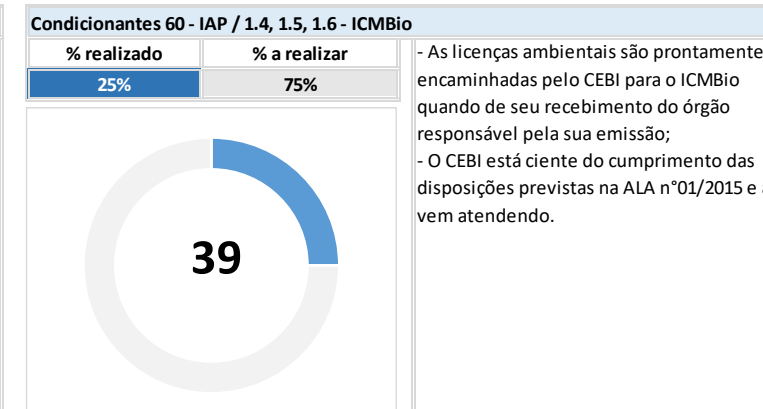 Condicionantes 60 - IAP / 1.4, 1.5, 1.6 - ICMBio
% realizado % a realizar
25% 75%
39
- As licenças ambientais são prontamente
encaminhadas pelo CEBI para o ICMBio
quando de seu recebimento do órgão
responsável pela sua emissão;
- O CEBI está ciente do cumprimento das
disposições previstas na ALA n°01/2015 e
vem atendendo.